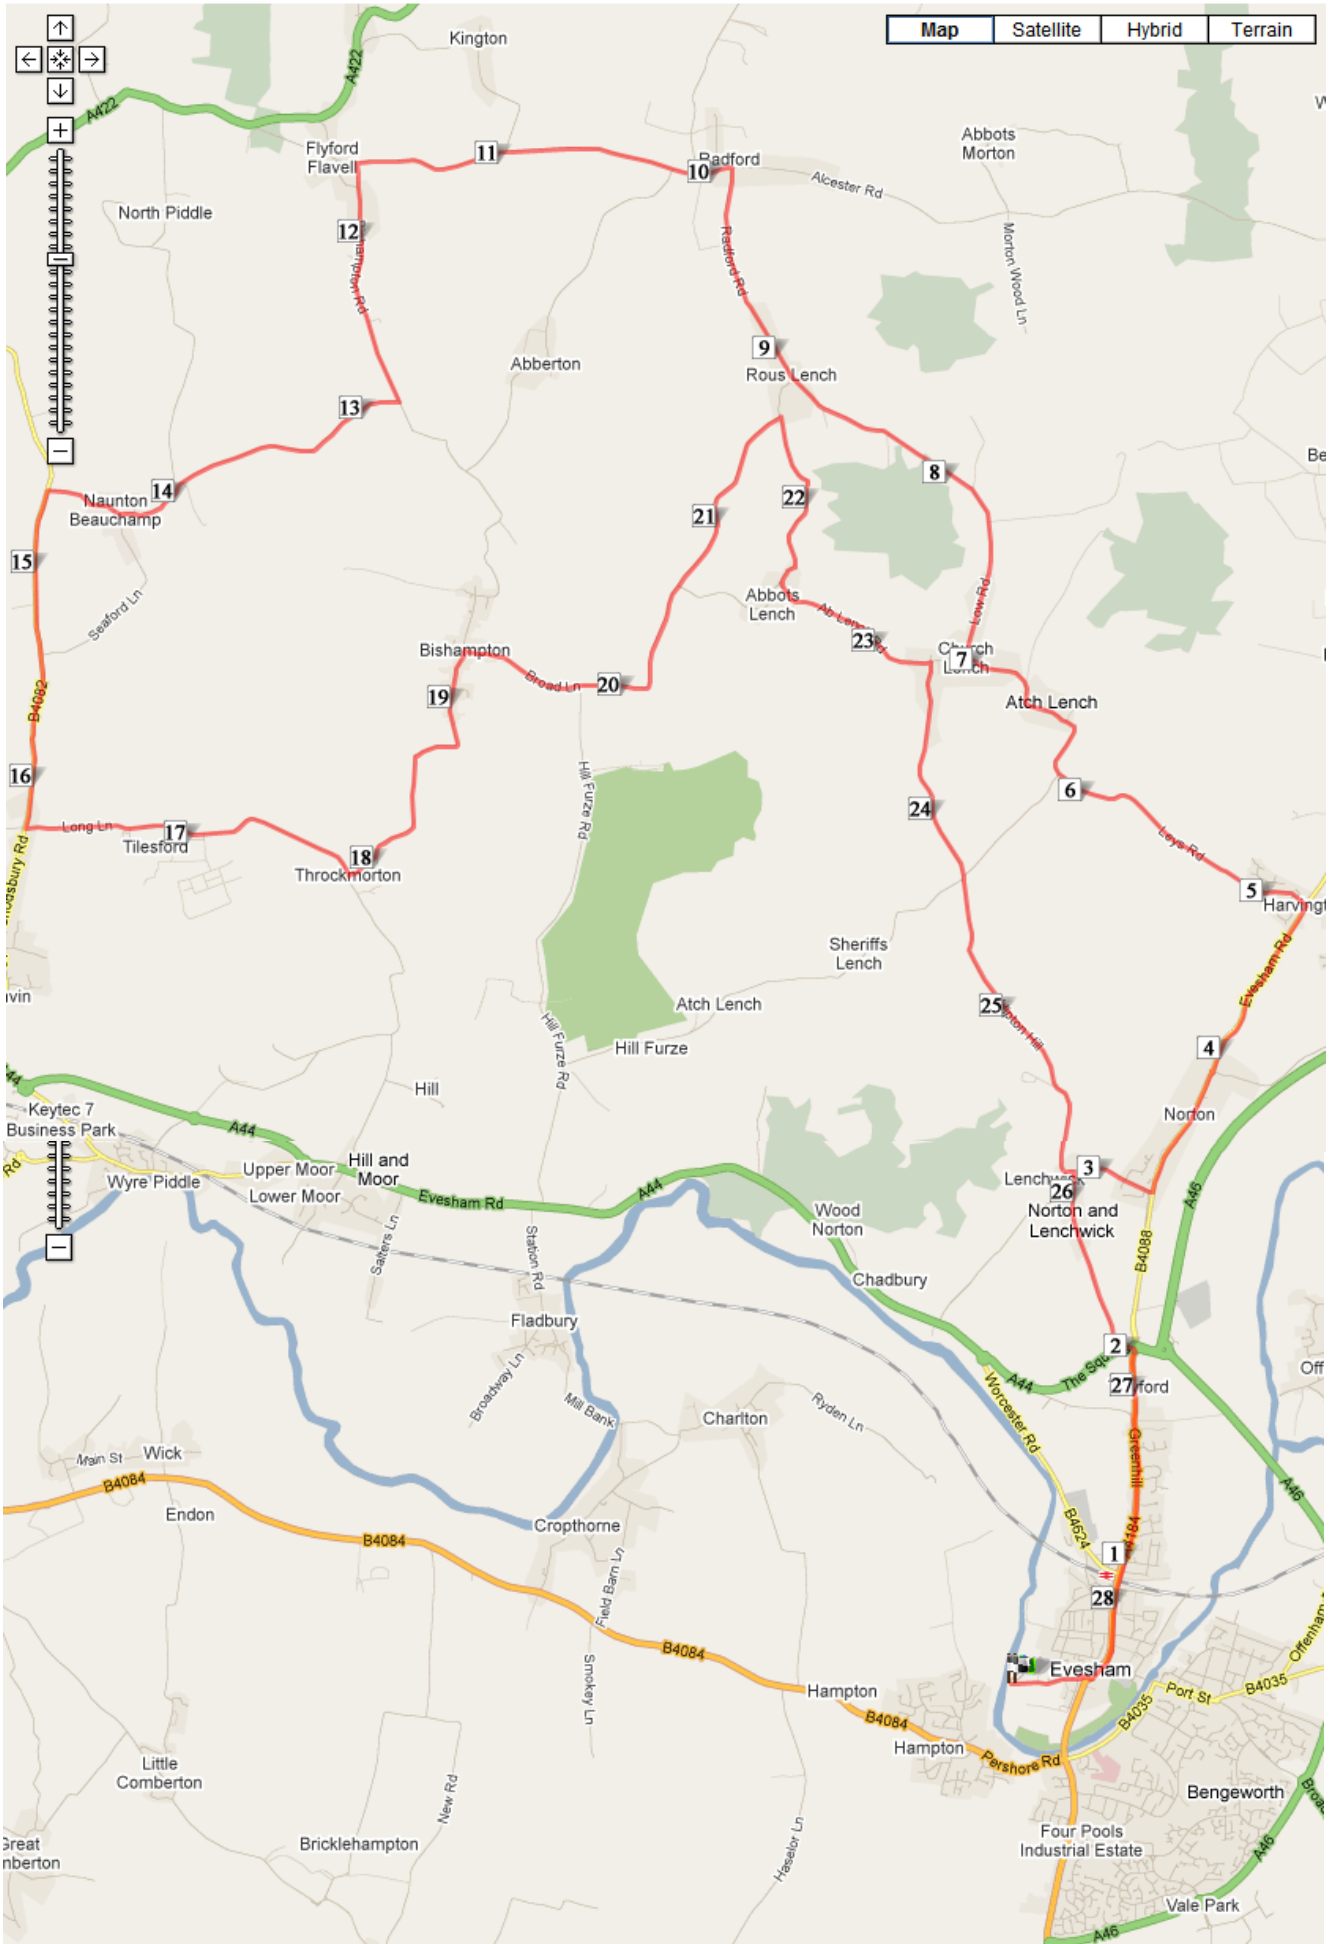 Map
Satellite
Hybrid
Terrain
Kington
A422
A422
Flyford
Flavell
11
10
Radford
Abbots
Morton
Alcester Rd
North Piddle
12
Radford Rd
Morton Wood Ln
9
Rous Lench
Abberton
13
8
14
Naunton
Beauchamp
22
21
15
Seaford Ln
Abbots
Lench
Low Rd
23
7
Bishampton
Broad Ln
20
19
Atch Lench
B4082
16
6
Hill Furze Rd
24
Long Ln
17
Tilesford
18
Throckmorton
Leys Rd
5
Sheriffs
Lench
Evesham Rd
Atch Lench
25
Hill Furze Rd
Hill Furze
4
Hill
Keytec 7
Business Park
Norton
A44
Upper Moor
Hill and
Moor
Wyre Piddle
Lower Moor
Evesham Rd
A44
3
26
Norton and
Lenchwick
A46
Wood
Norton
Salters Ln
Station Rd
B4088
Chadbury
Fladbury
2
A44
27
Broadway Ln
Mill Bank
Charlton
Ryden Ln
Worcester Rd
Greenhill
Main St
Wick
B4084
Endon
A46
Cropthorne
B4084
B4624
1
28
Field Barn Ln
B4084
Evesham
Smokey Ln
Hampton
Port St
B4035
B4035
B4084
Hampton
Pershore Rd
Little
Comberton
New Rd
Bengeworth
Haselor Ln
Four Pools
Industrial Estate
Bricklehampton
A46
Vale Park
A46